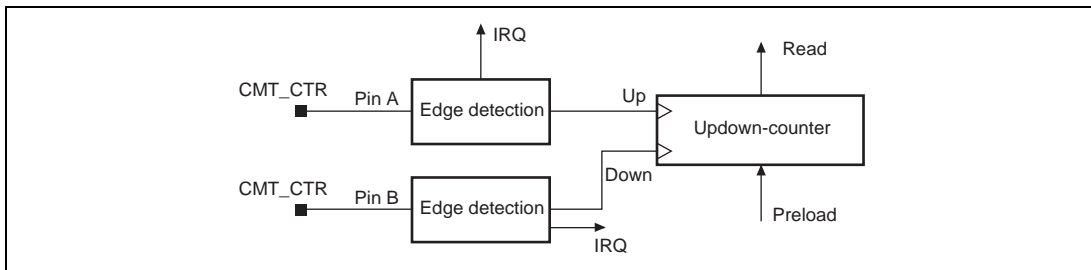 IRQ
Read
CMT_CTR
Pin A
Edge detection
Up
Updown-counter
CMT_CTR
Pin B
Edge detection
Down
Preload
IRQ